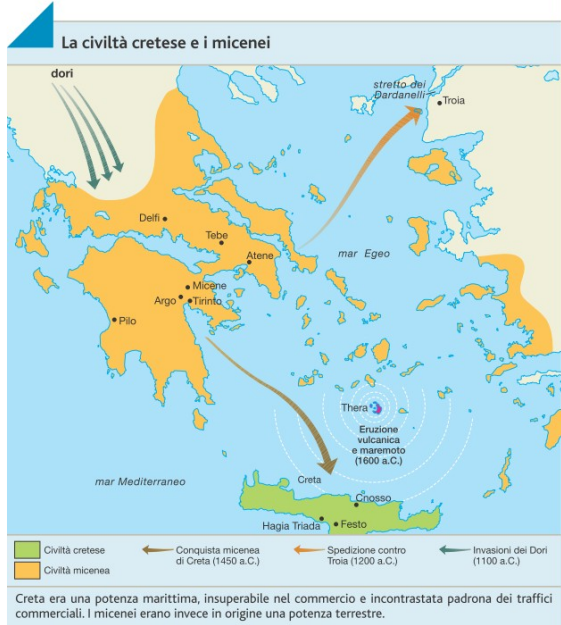 La civiltà cretese e i micenei
dori
stretto dei
Dardanelli
Troia
Delfi
Tebe
Atene
mar Egeo
Micene
Argo
Tirinto
Pilo
Thera
Eruzione
vulcanica
e maremoto
(1600 a.C.)
mar Mediterraneo
Creta
Cnosso
Hagia Triada
Festo
Civiltà cretese
Civiltà micenea
Conquista micenea
di Creta (1450 a.C.)
Spedizione contro
Troia (1200 a.C.)
Invasioni dei Dori
(1100 a.C.)
Creta era una potenza marittima, insuperabile nel commercio e incontrastata padrona dei traffici
commerciali. I micenei erano invece in origine una potenza terrestre.